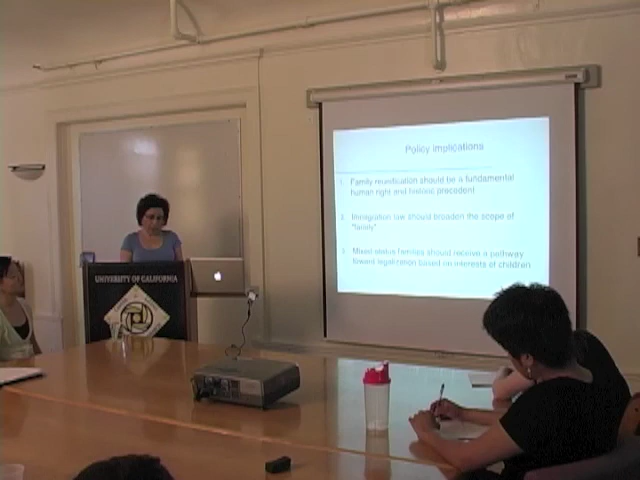 Policy Implications
1. Family reunification should be a fundamental
human right and historic precedent
2. Immigration law should broaden the scope of
"family"
3. Mixed status families should receive a pathway
toward legalization based on interests of children
UNIVERSITY OF CALIFORNIA